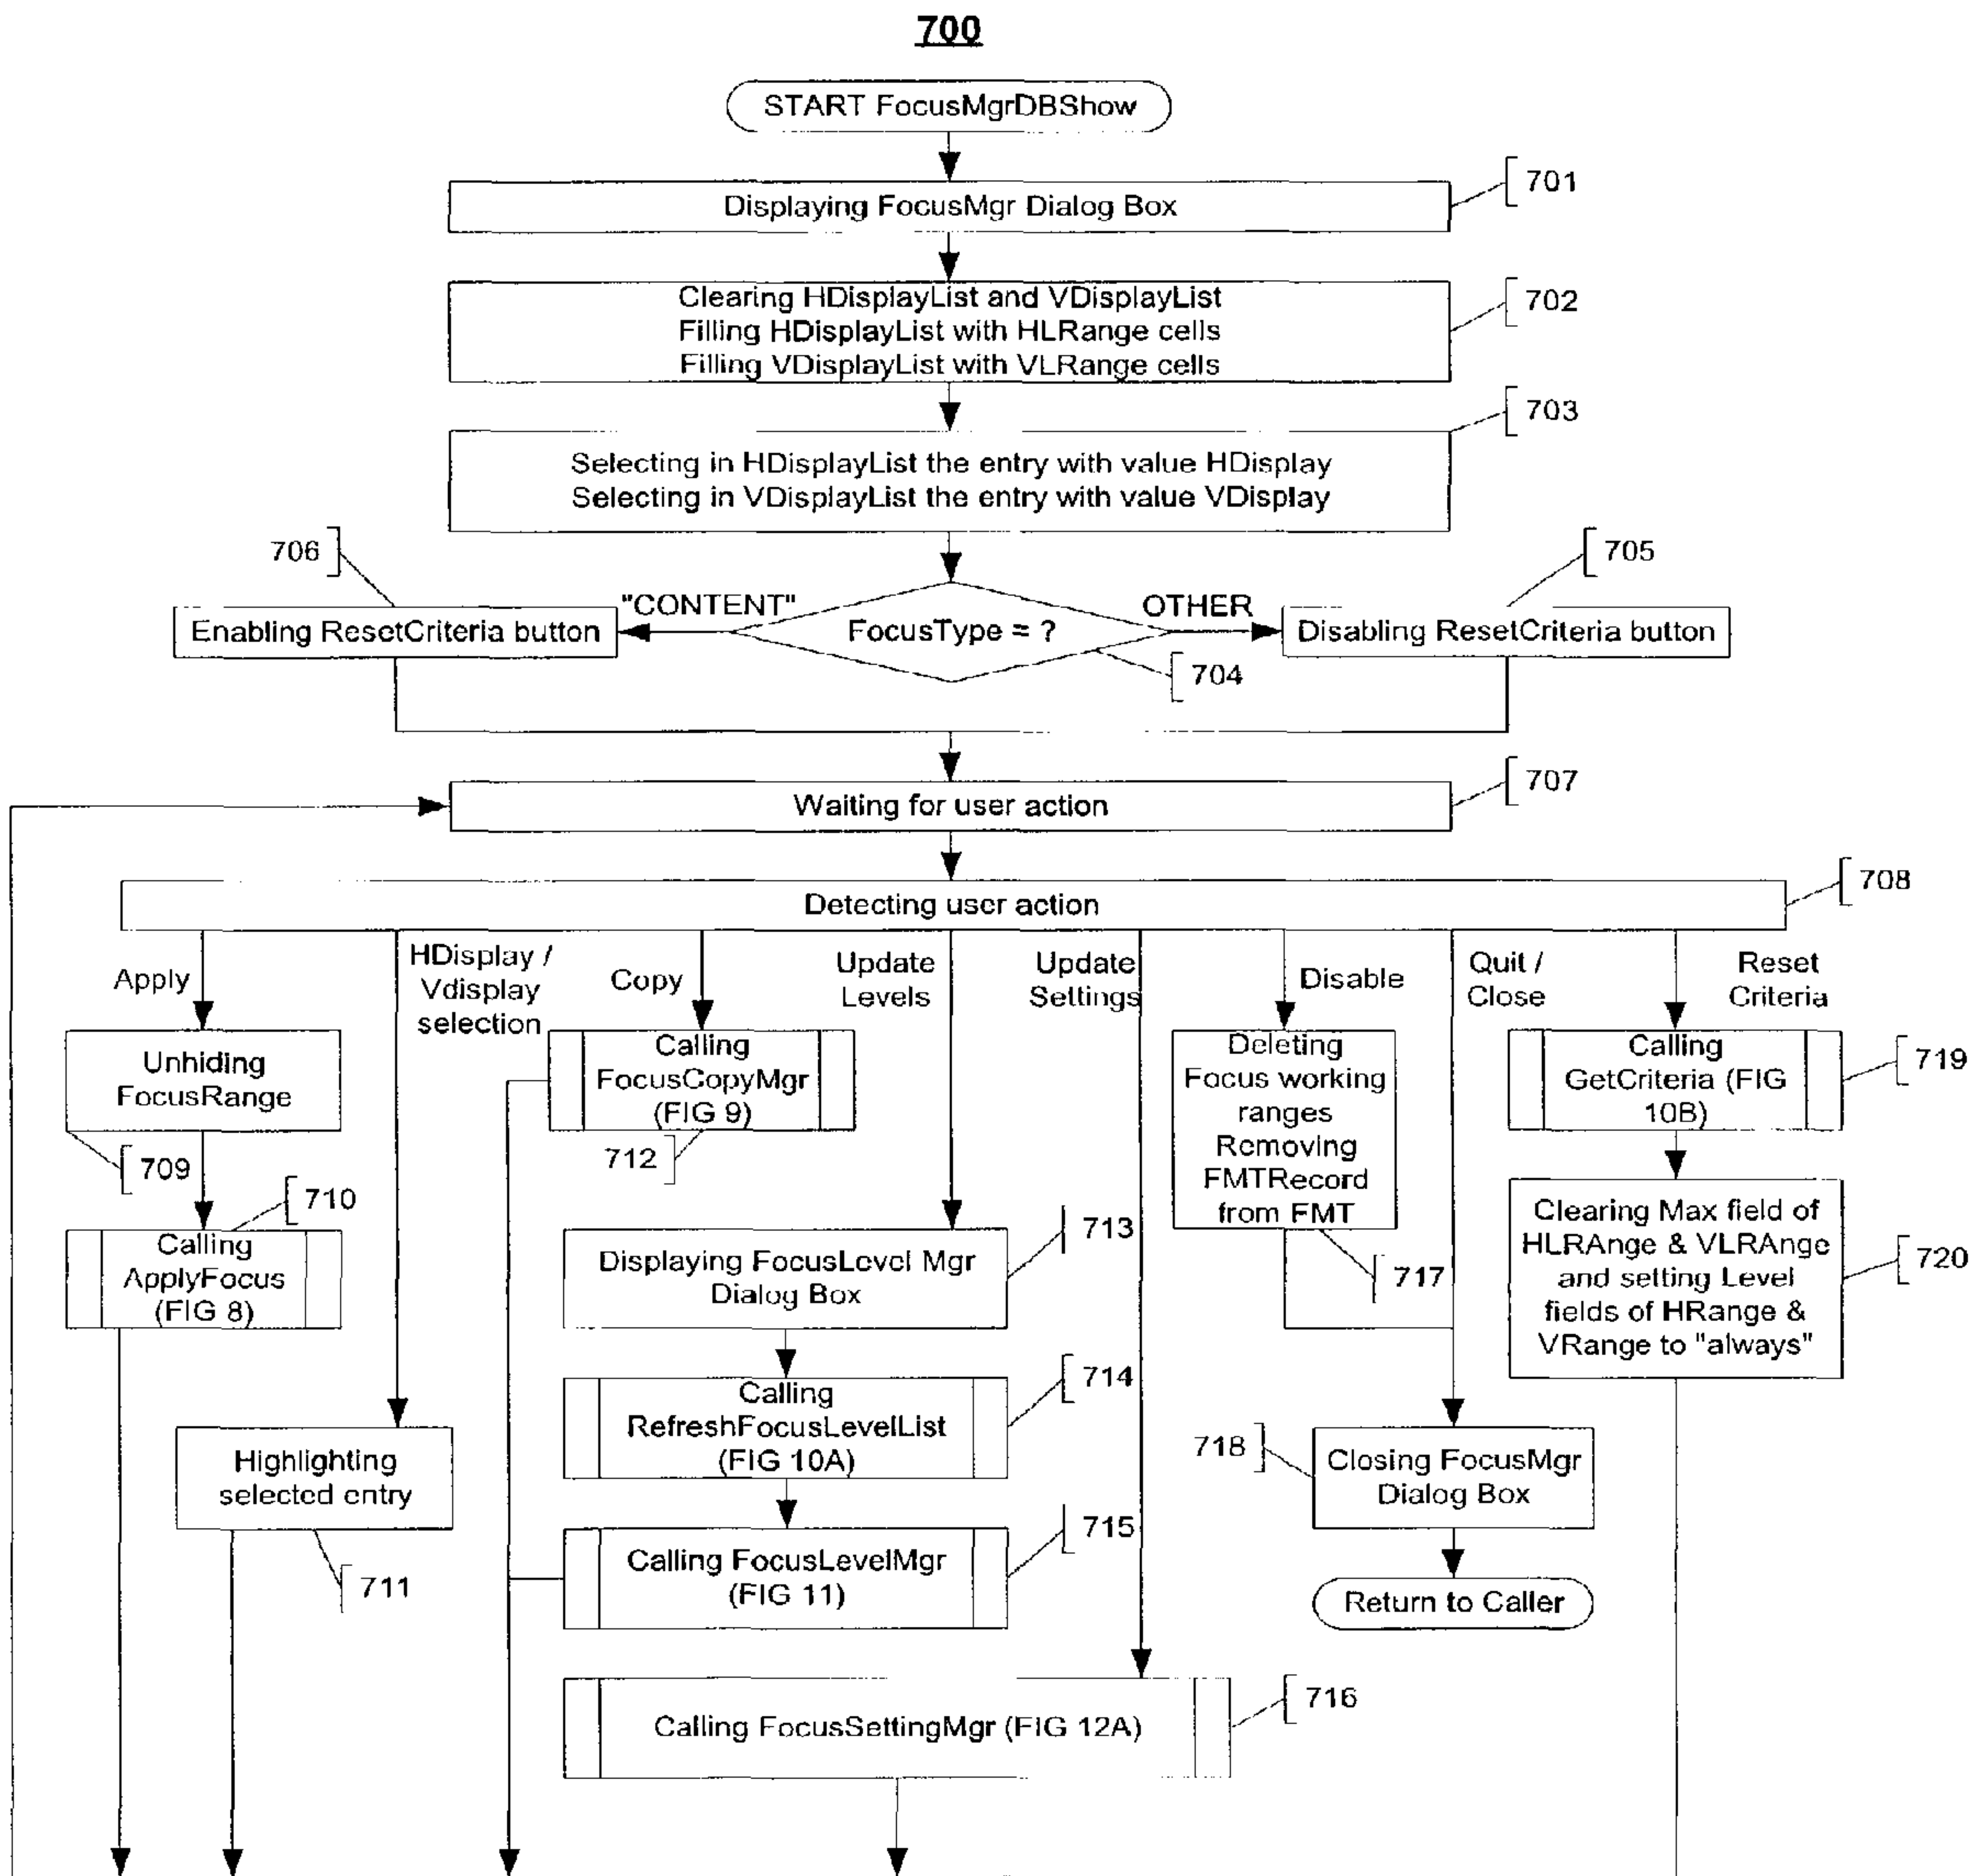 700
START FocusMgrDBShow
701
Displaying FocusMgr Dialog Box
702
Clearing HDisplayList and VDisplayList
Filling HDisplayList with HLRange cells
Filling VDisplayList with VLRange cells
703
Selecting in HDisplayList the entry with value HDisplay
Selecting in VDisplayList the entry with value VDisplay
706
705
"CONTENT"
OTHER
Enabling ResetCriteria button
FocusType = ?
Disabling ResetCriteria button
704
707
Waiting for user action
708
Detecting user action
Apply
HDisplay /
Vdisplay
selection
Copy
Update
Levels
Update
Settings
Disable
Quit /
Close
Reset
Criteria
Unhiding
FocusRange
709
710
Calling
ApplyFocus
(FIG 8)
Highlighting
selected entry
711
Calling
FocusCopyMgr
(FIG 9)
712
713
Displaying FocusLevel Mgr
Dialog Box
714
Calling
RefreshFocusLevelList
(FIG 10A)
715
Calling FocusLevelMgr
(FIG 11)
716
Calling FocusSettingMgr (FIG 12A)
Deleting
Focus working
ranges
Removing
FMTRecord
from FMT
717
718
Closing FocusMgr
Dialog Box
Return to Caller
Calling
GetCriteria (FIG
10B)
719
Clearing Max field of
HLRAnge & VLRAnge
and setting Level
fields of HRange &
VRange to "always"
720